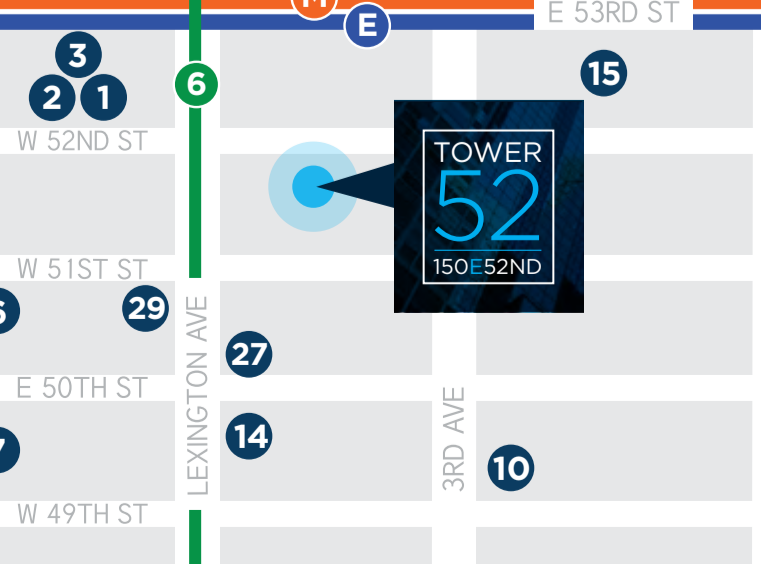 M
E
E 53RD ST
3
2
1
6
15
W 52ND ST
TOWER
52
150E52ND
W 51ST ST
29
LEXINGTON AVE
27
E 50TH ST
14
3RD AVE
10
W 49TH ST